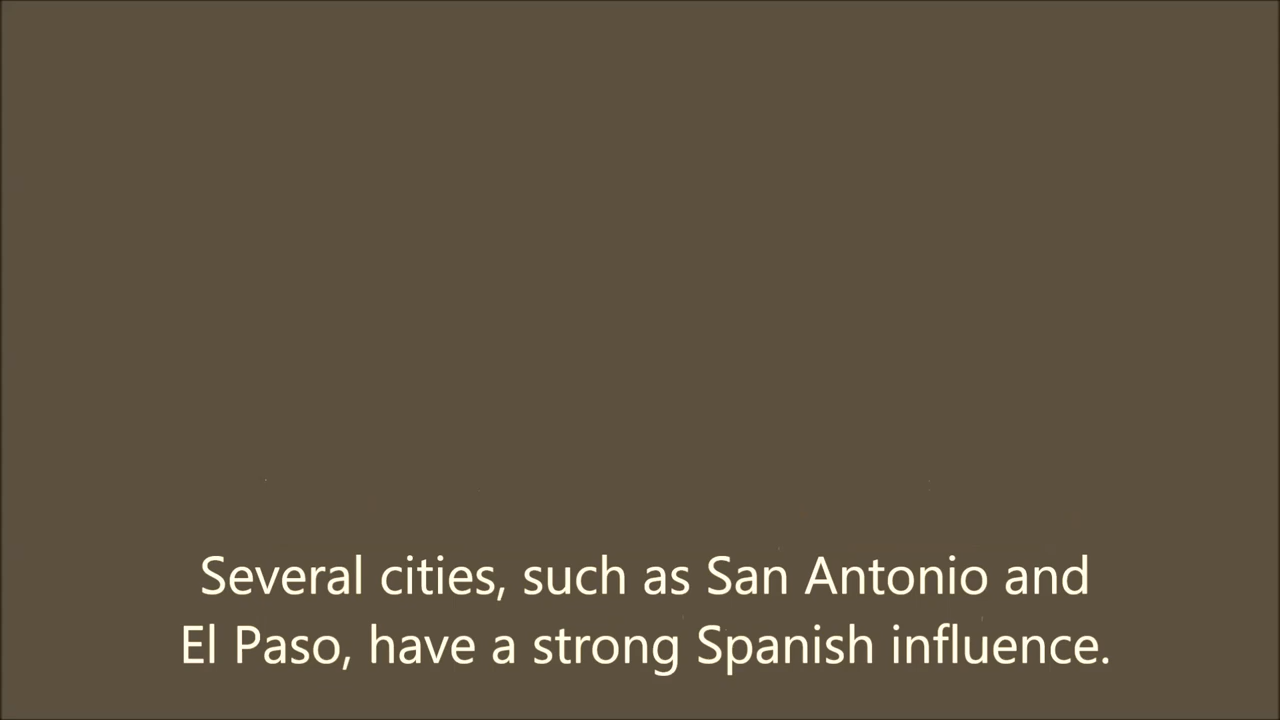 Several cities, such as San Antonio and
El Paso, have a strong Spanish influence.